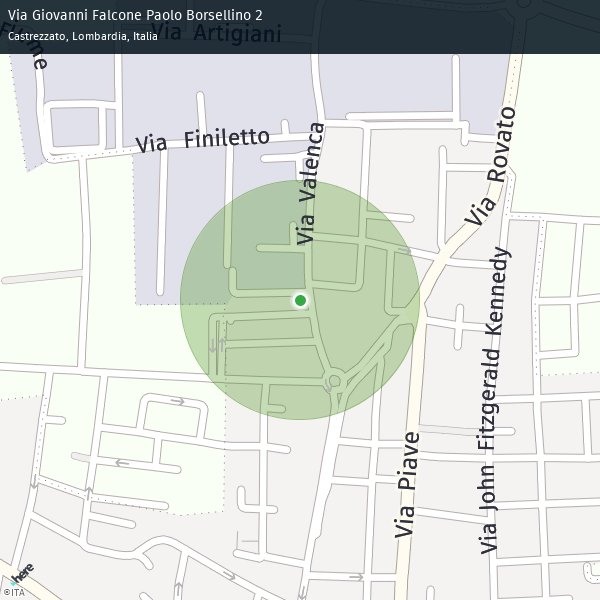 Via Giovanni Falcone Paolo Borsellino 2
Castrezzato, Lombardia, Italia
Via Artigiani
Fiume
Via Finiletto
Via Valenca
Via Rovato
Via John Fitzgerald Kennedy
Via Piave
here
©ITA